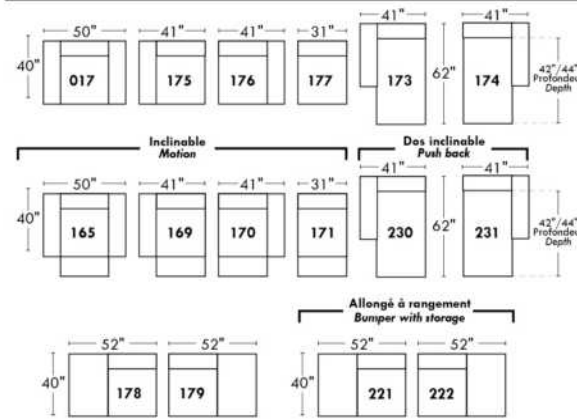 50" 41" 41" 31" 41" 41"
40" 017 175 176 177 173 62" 174 42"/44"
Profondeur
Depth
Inclinable
Motion
Dos inclinable
Push back
50" 41" 41" 31" 41" 41"
40" 165 169 170 171 230 62" 231 42"/44"
Profondeur
Depth
Allongé à rangement
Bumper with storage
52" 52" 52" 52"
40" 178 179 40" 221 222